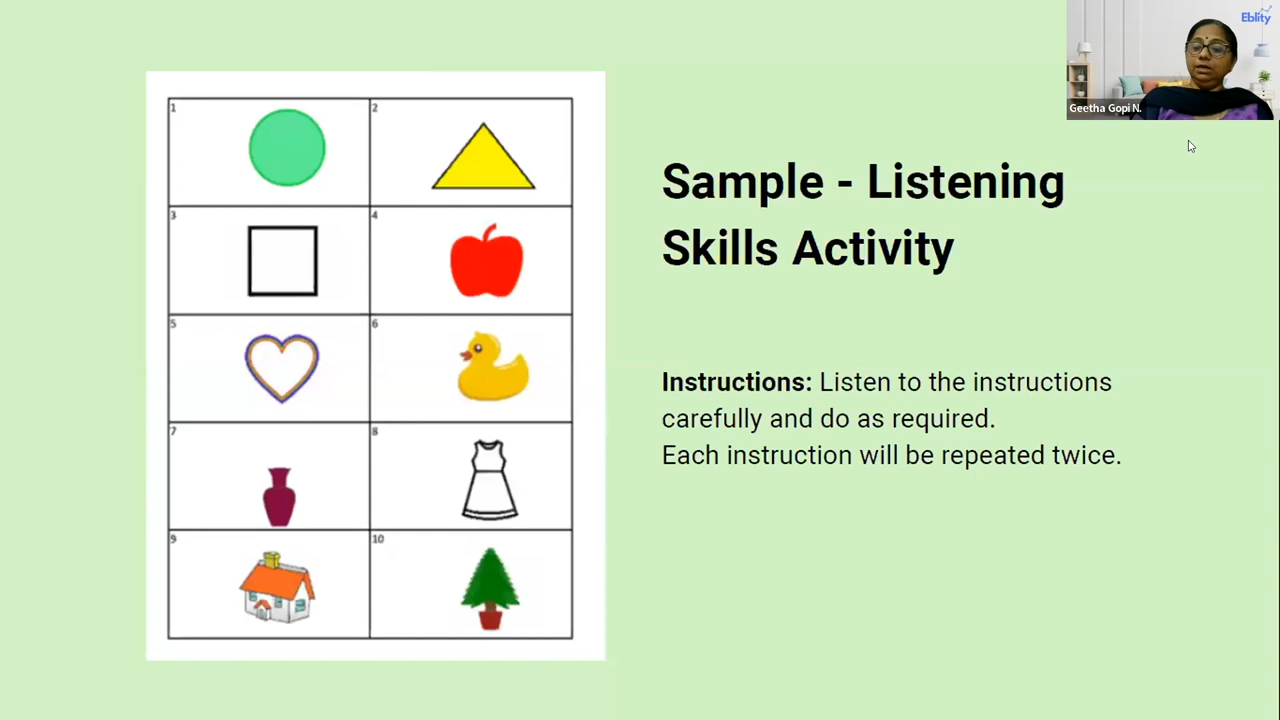 Eblity
Geetha Gopi N.
1
2
3
4
5
6
7
8
9
10
Sample - Listening
Skills Activity
Instructions: Listen to the instructions
carefully and do as required.
Each instruction will be repeated twice.